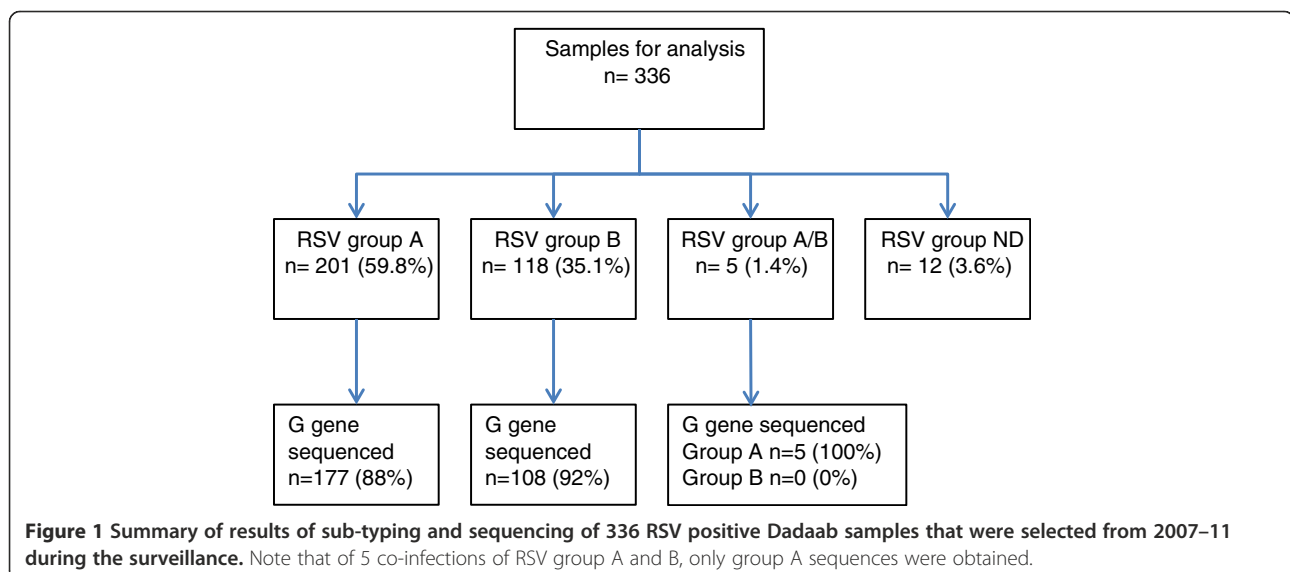 Samples for analysis
n= 336
RSV group A
n= 201 (59.8%)
RSV group B
n= 118 (35.1%)
RSV group A/B
n= 5 (1.4%)
RSV group ND
n= 12 (3.6%)
G gene
sequenced
n=177 (88%)
G gene
sequenced
n=108 (92%)
G gene sequenced
Group A n=5 (100%)
Group B n=0 (0%)
Figure 1 Summary of results of sub-typing and sequencing of 336 RSV positive Dadaab samples that were selected from 2007–11
during the surveillance. Note that of 5 co-infections of RSV group A and B, only group A sequences were obtained.